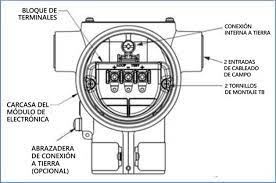 BLOQUE DE
TERMINALES
CONEXIÓN
INTERNA A TIERRA
2 ENTRADAS
DE CABLEADO
DE CAMPO
2 TORNILLOS
DE MONTAJE TB
CARCASA DEL
MÓDULO DE
ELECTRÓNICA
ABRAZADERA
DE CONEXIÓN
A TIERRA
(OPCIONAL)